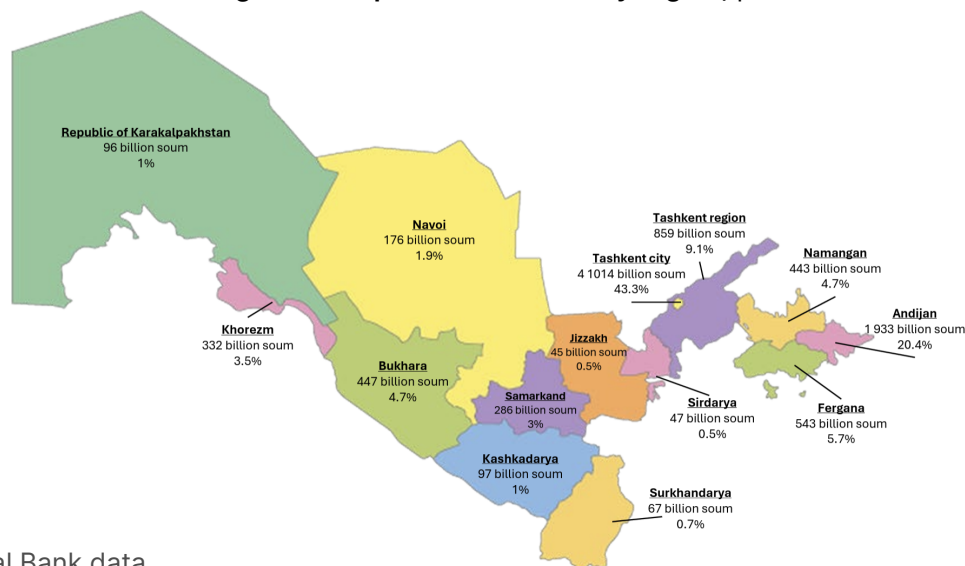 Republic of Karakalpakhstan
96 billion soum
1%
Navoi
176 billion soum
1.9%
Tashkent region
859 billion soum
9.1%
Tashkent city
4 1014 billion soum
43.3%
Namangan
443 billion soum
4.7%
Andijan
1 933 billion soum
20.4%
Khorezm
332 billion soum
3.5%
Jizzakh
45 billion soum
0.5%
Bukhara
447 billion soum
4.7%
Samarkand
286 billion soum
3%
Sirdarya
47 billion soum
0.5%
Fergana
543 billion soum
5.7%
Kashkadarya
97 billion soum
1%
Surkhandarya
67 billion soum
0.7%
Bank data